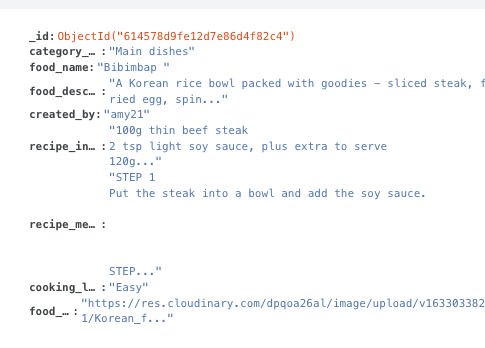 _id: ObjectId("614578d9fe12d7e86d4f82c4")
category_… : "Main dishes"
food_name: "Bibimbap "
food_desc… : "A Korean rice bowl packed with goodies – sliced steak, f
ried egg, spin..."
created_by: "amy21"
recipe_in… : "100g thin beef steak
2 tsp light soy sauce, plus extra to serve
120g..."
recipe_me… : "STEP 1
Put the steak into a bowl and add the soy sauce.
STEP..."
cooking_l… : "Easy"
food_… : "https://res.cloudinary.com/dpqoa26al/image/upload/v163303382
1/Korean_f..."